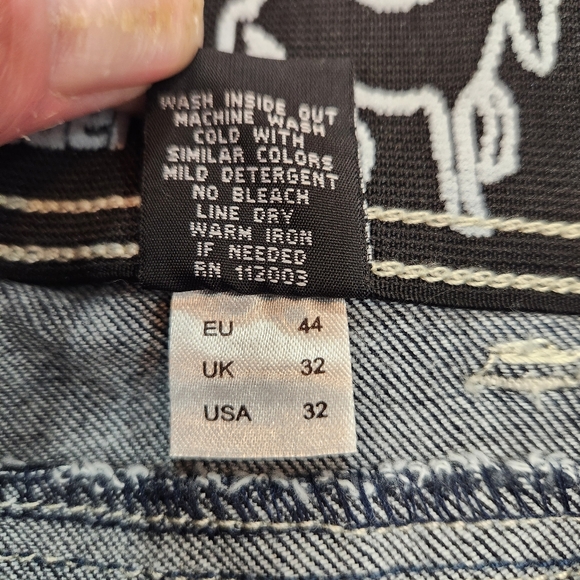 WASH INSIDE OUT
MACHINE WASH
COLD WITH
SIMILAR COLORS
MILD DETERGENT
NO BLEACH
LINE DRY
WARM IRON
IF NEEDED
RN 112003
EU 44
UK 32
USA 32